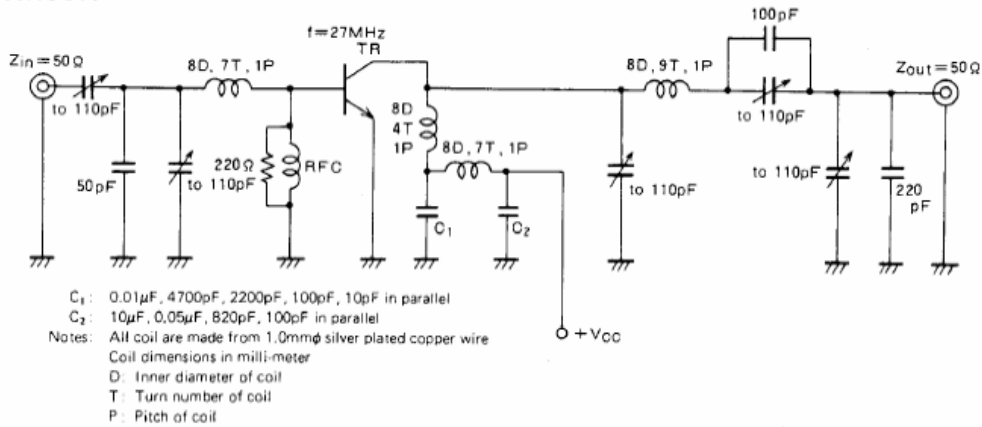 f=27MHz
TR
100pF
Zin=50Ω
8D, 7T, 1P
8D, 9T, 1P
Zout=50Ω
to 110pF
8D
4T
1P
to 110pF
8D, 7T, 1P
220Ω
RFC
50pF
to 110pF
to 110pF
to 110pF
220
pF
C₁
C₂
C₁: 0.01μF, 4700pF, 2200pF, 100pF, 10pF in parallel
C₂: 10μF, 0.05μF, 820pF, 100pF in parallel
Notes: All coil are made from 1.0mmφ silver plated copper wire
Coil dimensions in milli-meter
D: Inner diameter of coil
T: Turn number of coil
P: Pitch of coil
+Vcc